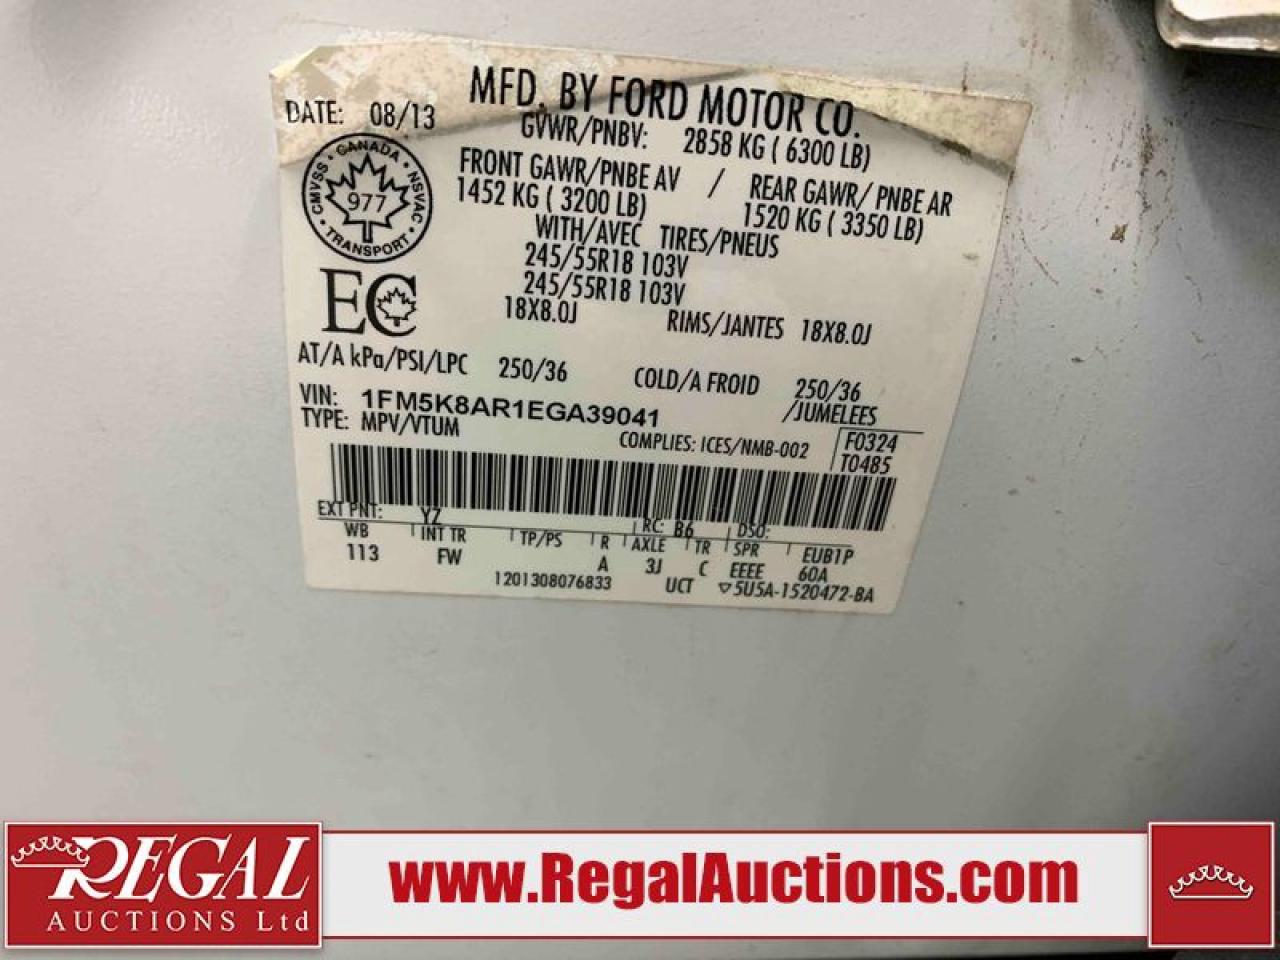 MFD. BY FORD MOTOR CO.
DATE: 08/13
GVWR/PNBV: 2858 KG ( 6300 LB)
FRONT GAWR/PNBE AV / REAR GAWR/ PNBE AR
1452 KG ( 3200 LB) 1520 KG ( 3350 LB)
CMVSS · CANADA · NSVAC
977
TRANSPORT
WITH/AVEC TIRES/PNEUS
245/55R18 103V
245/55R18 103V
EC
18X8.0J RIMS/JANTES 18X8.0J
AT/A kPa/PSI/LPC 250/36 COLD/A FROID 250/36
VIN: 1FM5K8AR1EGA39041 /JUMELEES
TYPE: MPV/VTUM COMPLIES: ICES/NMB-002 F0324
T0485
EXT PNT: YZ RC: B6 DSO:
WB INT TR TP/PS R AXLE TR SPR EUB1P
113 FW A 3J C EEEE 60A
1201308076833 UCT ▽5U5A-1520472-BA
REGAL
AUCTIONS Ltd
www.RegalAuctions.com